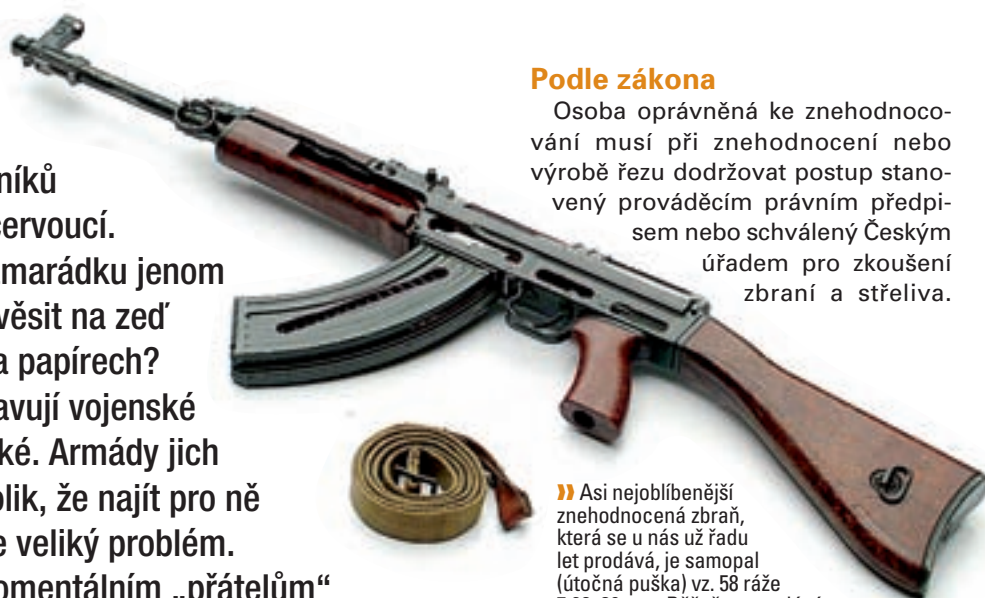 níků
marádku jenom
věsit na zeď
a papírech?
avují vojenské
ké. Armády jich
olik, že najít pro ně
e veliký problém.
omentálním „přátelům“
Podle zákona
Osoba oprávněná ke znehodnoco-
vání musí při znehodnocení nebo
výrobě řezu dodržovat postup stano-
vený prováděcím právním předpi-
sem nebo schválený Českým
úřadem pro zkoušení
zbraní a střeliva.
» Asi nejoblíbenější
znehodnocená zbraň,
která se u nás už řadu
let prodává, je samopal
(útočná puška) vz. 58 ráže